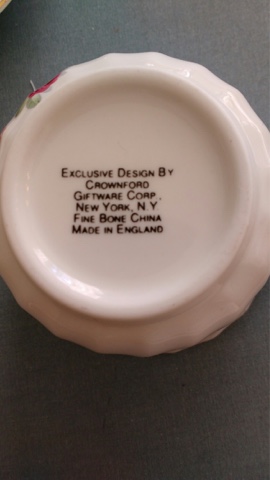 Exclusive Design By
Crownford
Giftware Corp.
New York, N.Y
Fine Bone China
Made in England